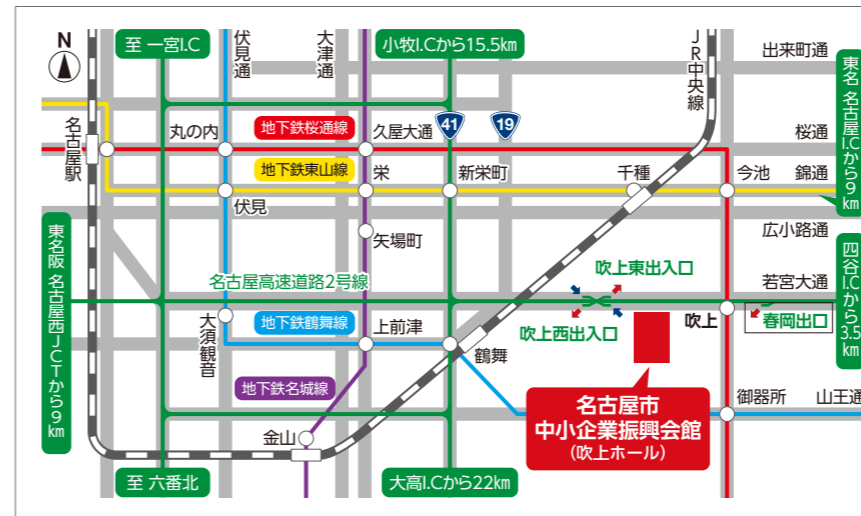 N
至 一宮I.C
伏見通
大津通
小牧I.Cから15.5km
JR中央線
出来町通
東名 名古屋I.Cから9km
名古屋駅
丸の内
地下鉄桜通線
久屋大通
41
19
桜通
地下鉄東山線
栄
新栄町
千種
今池
錦通
伏見
矢場町
広小路通
東名阪 名古屋西JCTから9km
名古屋高速道路2号線
吹上東出入口
若宮大通
四谷I.Cから3.5km
大須観音
地下鉄鶴舞線
上前津
鶴舞
吹上西出入口
吹上
春岡出口
地下鉄名城線
名古屋市
中小企業振興会館
(吹上ホール)
御器所
山王通
金山
至 六番北
大高I.Cから22km